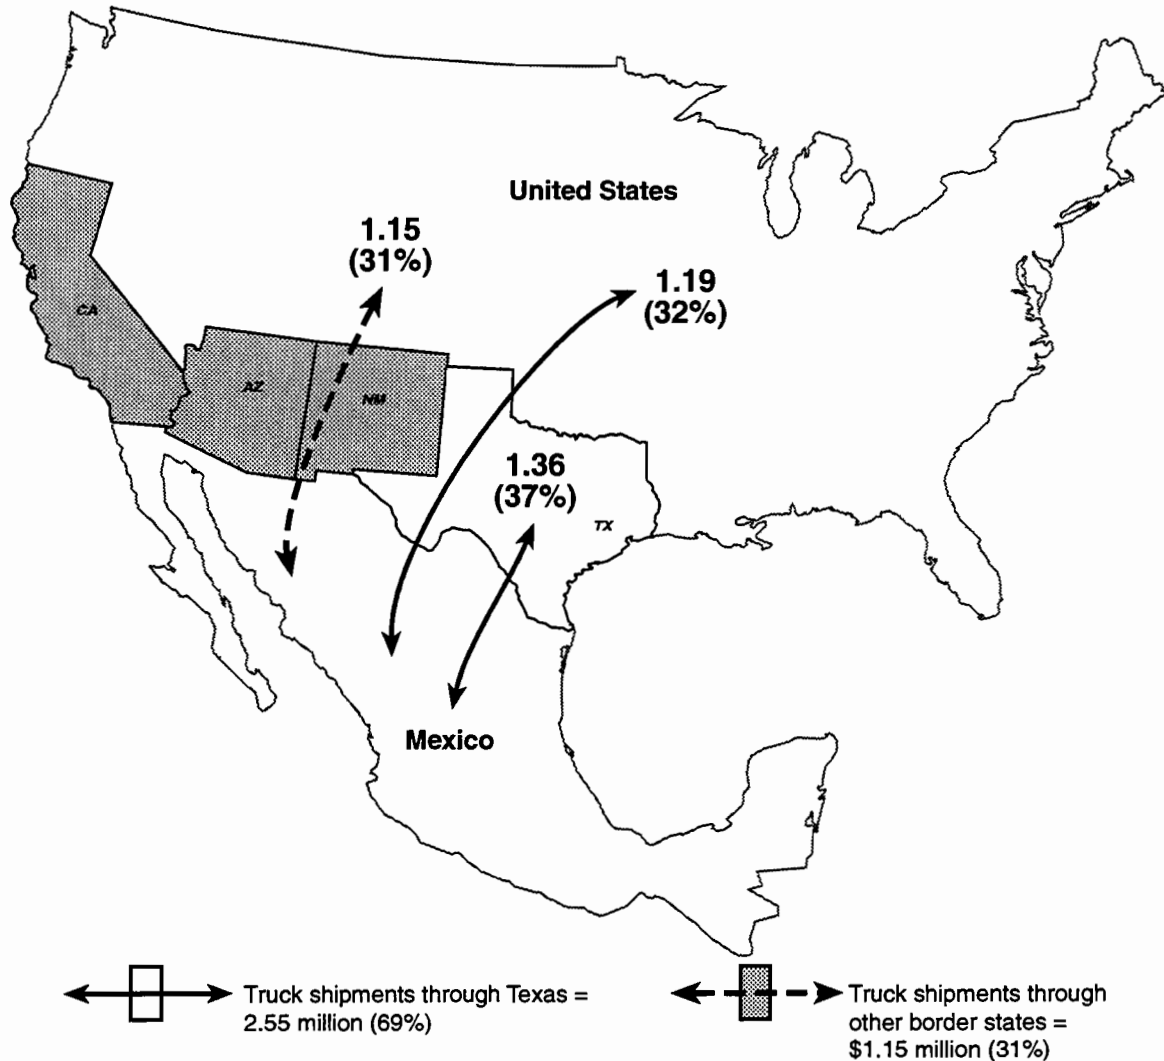 United States
1.15
(31%)
1.19
(32%)
CA
AZ
NM
1.36
(37%)
TX
Mexico
Truck shipments through Texas =
2.55 million (69%)
Truck shipments through
other border states =
$1.15 million (31%)